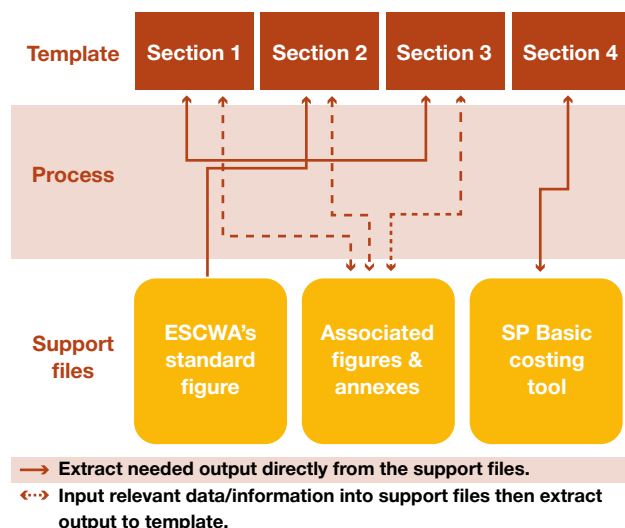 Template
Section 1
Section 2
Section 3
Section 4
Process
Support
files
ESCWA's
standard
figure
Associated
figures &
annexes
SP Basic
costing
tool
Extract needed output directly from the support files.
Input relevant data/information into support files then extract
output to template.